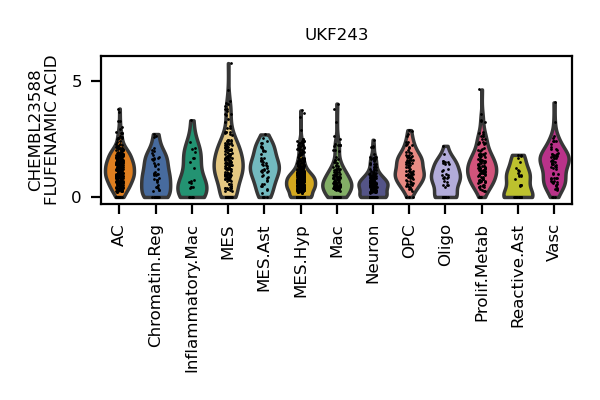 UKF243
CHEMBL23588
FLUFENAMIC ACID
5
0
AC
Chromatin.Reg
Inflammatory.Mac
MES
MES.Ast
MES.Hyp
Mac
Neuron
OPC
Oligo
Prolif.Metab
Reactive.Ast
Vasc